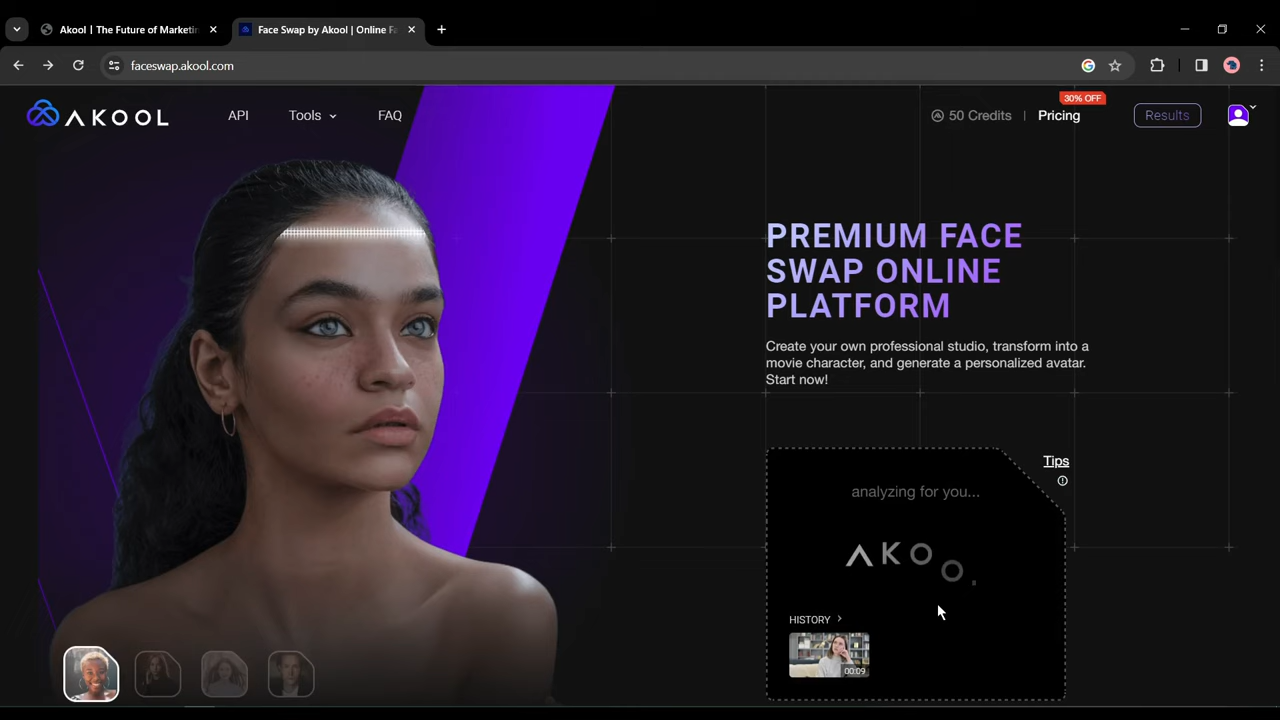 Akool | The Future of Marketin
Face Swap by Akool | Online Fa
faceswap.akool.com
AKOOL
API
Tools
FAQ
50 Credits
|
30% OFF
Pricing
Results
PREMIUM FACE
SWAP ONLINE
PLATFORM
Create your own professional studio, transform into a
movie character, and generate a personalized avatar.
Start now!
Tips
analyzing for you...
AKOO
HISTORY
00:09